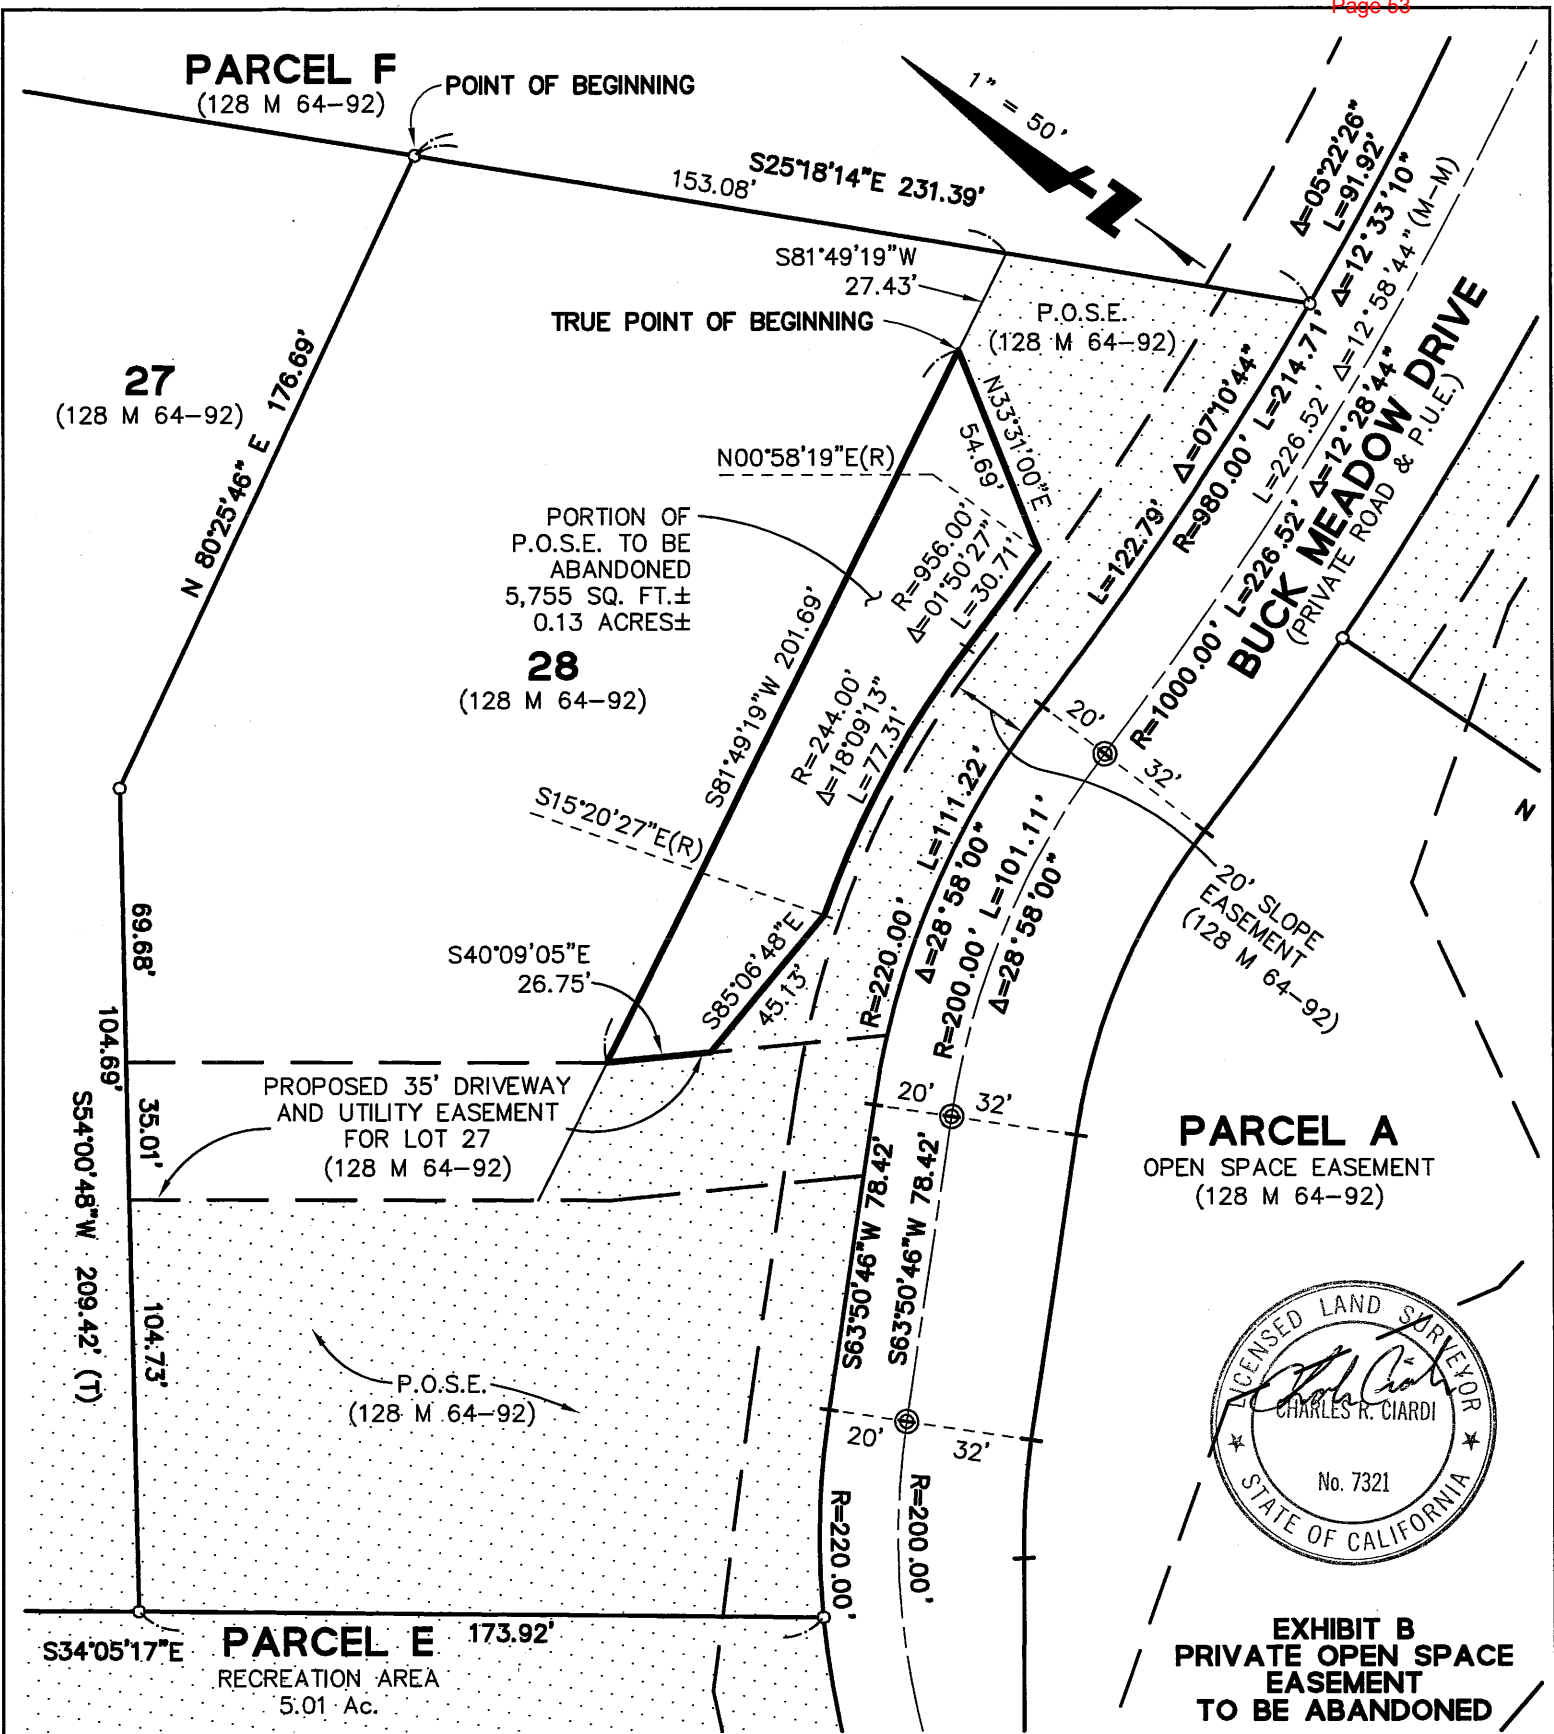 Page 53
PARCEL F
(128 M 64-92)
POINT OF BEGINNING
1" = 50'
N
S25°18'14"E 231.39'
153.08'
S81°49'19"W
27.43'
TRUE POINT OF BEGINNING
P.O.S.E.
(128 M 64-92)
Δ=05°22'26"
L=91.92'
Δ=12°33'10"
Δ=12°58'44"(M-M)
27
(128 M 64-92)
N 80°25'46" E 176.69'
N33°31'00"E
54.69'
N00°58'19"E(R)
PORTION OF
P.O.S.E. TO BE
ABANDONED
5,755 SQ. FT.±
0.13 ACRES±
R=956.00'
Δ=01°50'27"
L=30.71'
28
(128 M 64-92)
S81°49'19"W 201.69'
R=244.00'
Δ=18°09'13"
L=77.31'
S15°20'27"E(R)
L=122.79'
Δ=07°10'44"
R=980.00' L=214.71'
L=226.52'
R=1000.00' L=226.52' Δ=12°28'44"
BUCK MEADOW DRIVE
(PRIVATE ROAD & P.U.E.)
20'
32'
N
20' SLOPE
EASEMENT
(128 M 64-92)
R=220.00' L=111.22'
Δ=28°58'00"
R=200.00' L=101.11'
Δ=28°58'00"
S40°09'05"E
26.75'
S85°06'48"E
45.13'
69.68'
104.69'
35.01'
S54°00'48"W 209.42' (T)
104.73'
PROPOSED 35' DRIVEWAY
AND UTILITY EASEMENT
FOR LOT 27
(128 M 64-92)
20'
32'
S63°50'46"W 78.42'
S63°50'46"W 78.42'
PARCEL A
OPEN SPACE EASEMENT
(128 M 64-92)
P.O.S.E.
(128 M 64-92)
20'
32'
R=220.00'
R=200.00'
LICENSED LAND SURVEYOR
CHARLES R. CIARDI
No. 7321
STATE OF CALIFORNIA
S34°05'17"E
173.92'
PARCEL E
RECREATION AREA
5.01 Ac.
EXHIBIT B
PRIVATE OPEN SPACE
EASEMENT
TO BE ABANDONED